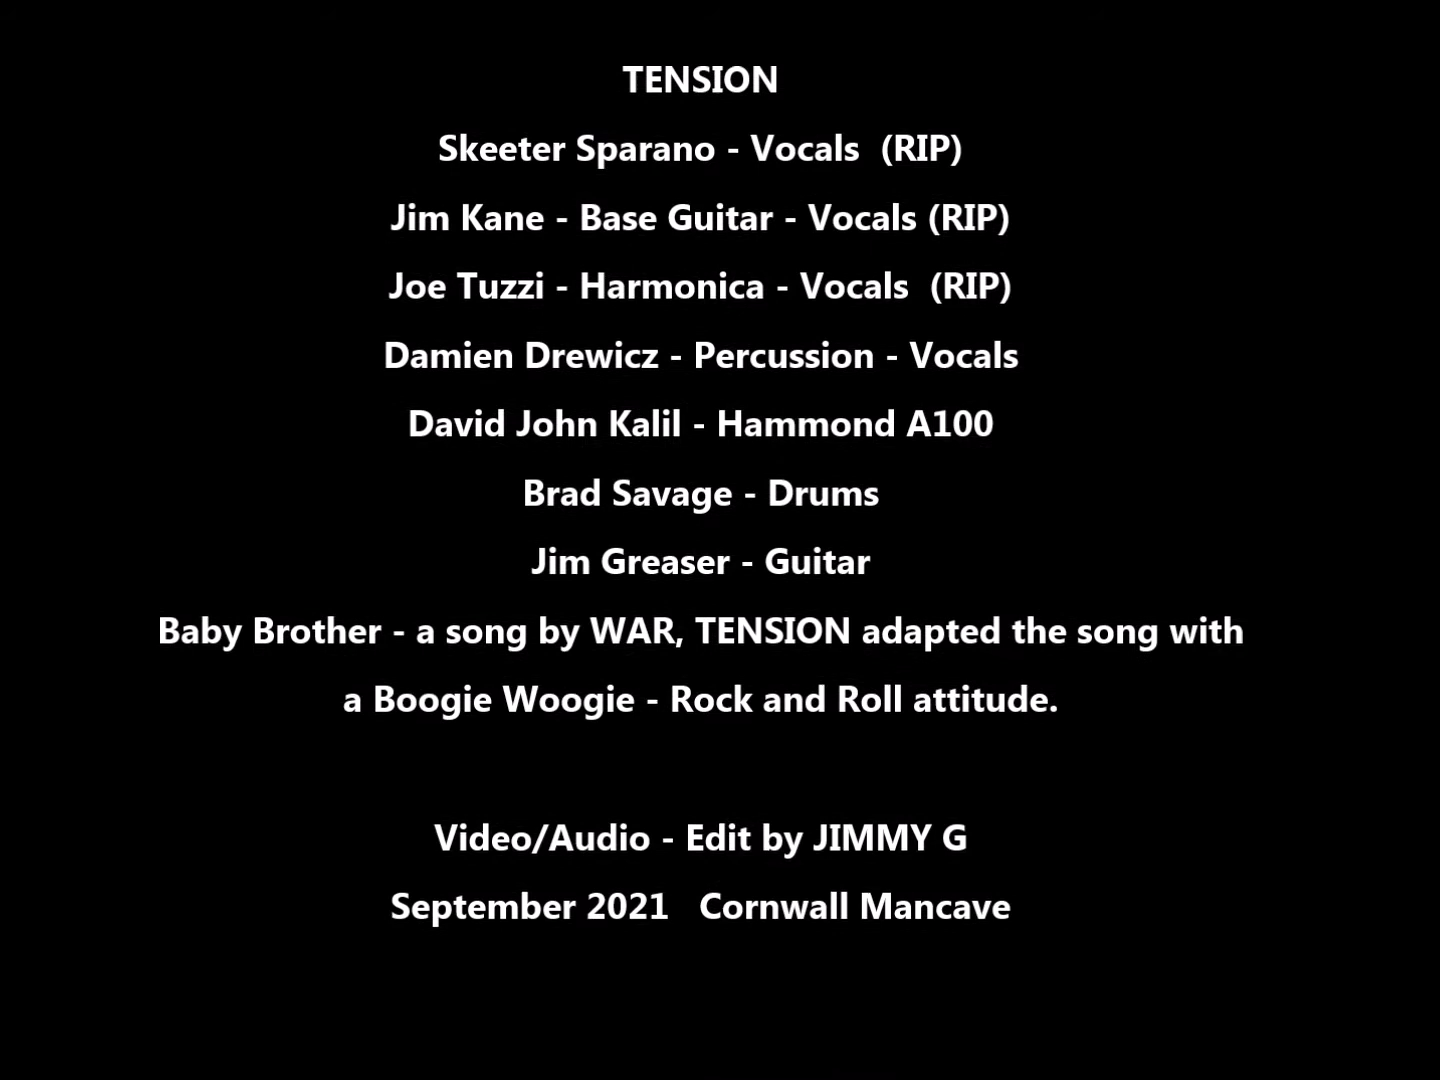 TENSION
Skeeter Sparano - Vocals  (RIP)
Jim Kane - Base Guitar - Vocals (RIP)
Joe Tuzzi - Harmonica - Vocals  (RIP)
Damien Drewicz - Percussion - Vocals
David John Kalil - Hammond A100
Brad Savage - Drums
Jim Greaser - Guitar
Baby Brother - a song by WAR, TENSION adapted the song with
a Boogie Woogie - Rock and Roll attitude.
Video/Audio - Edit by JIMMY G
September 2021   Cornwall Mancave